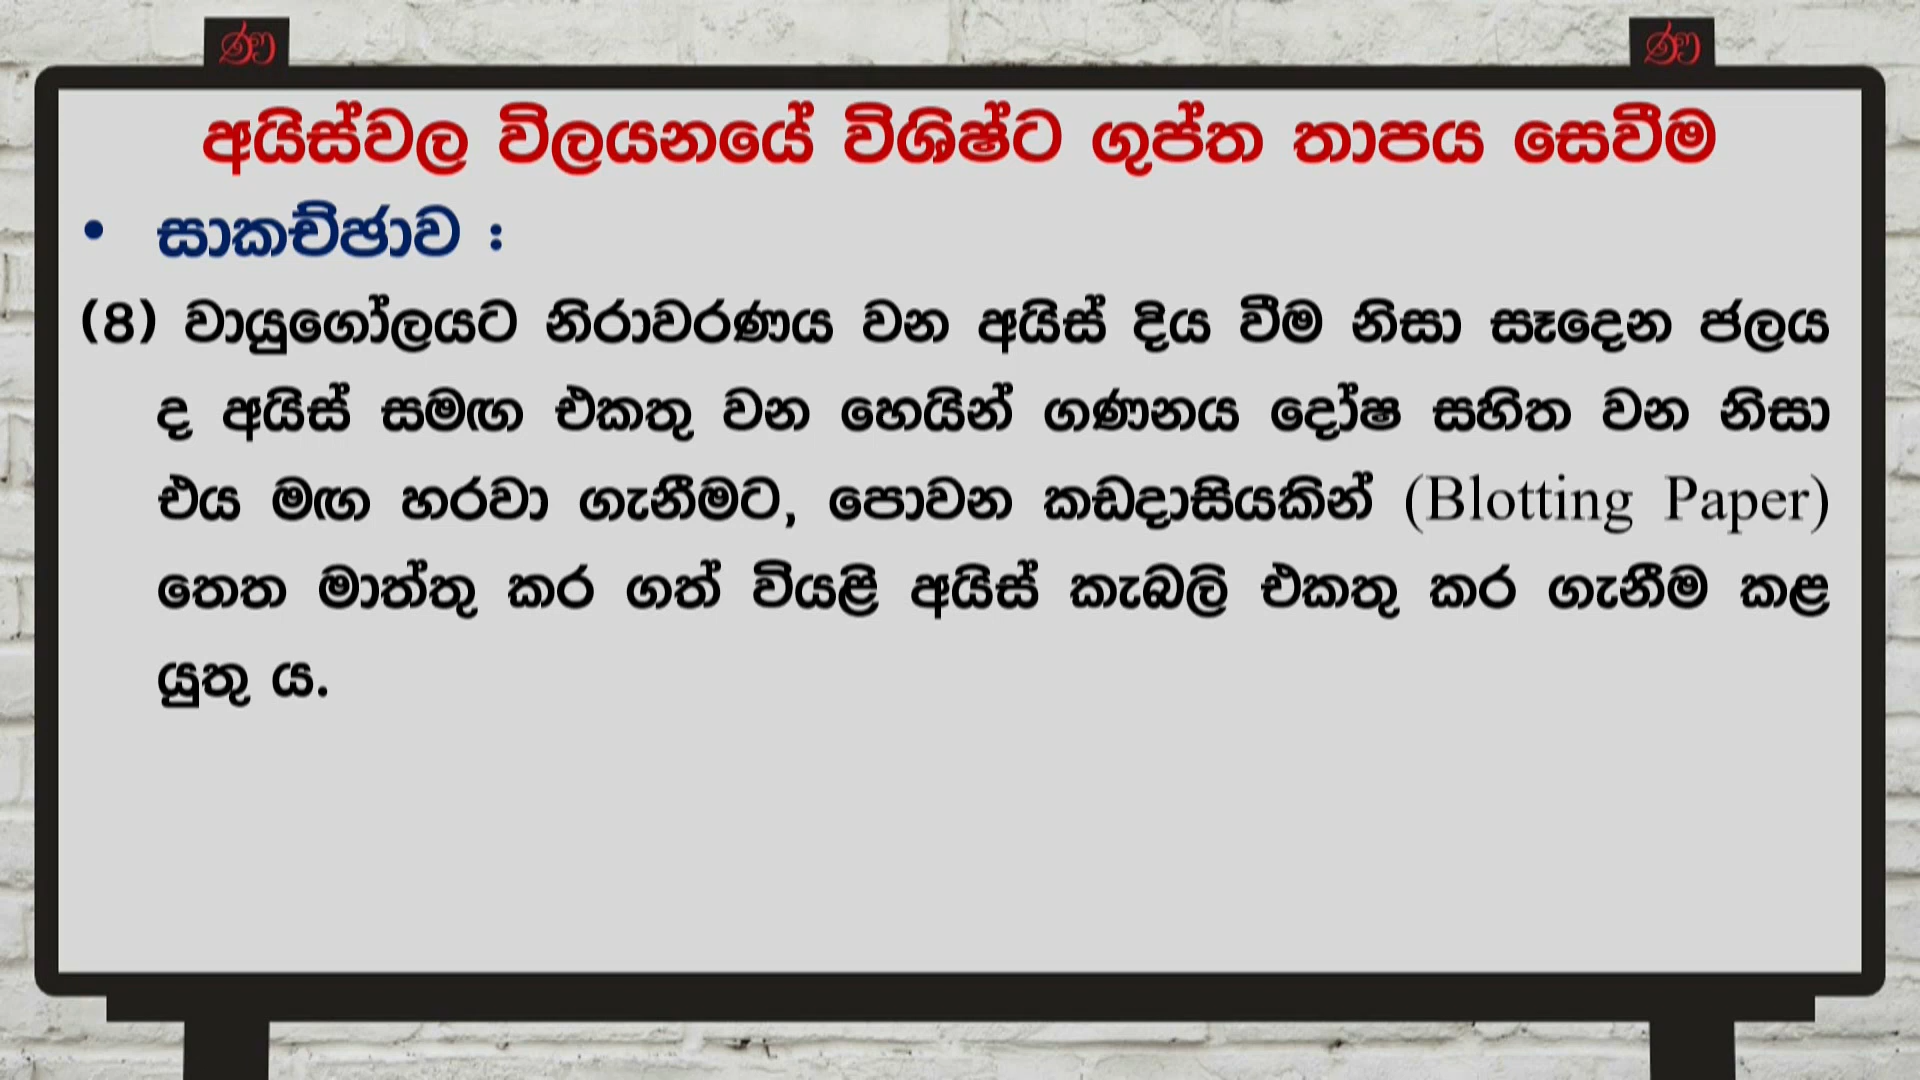 අයිස්වල විලයනයේ විශිෂ්ට ගුප්ත තාපය සෙවීම
• සාකච්ඡාව :
(8) වායුගෝලයට නිරාවරණය වන අයිස් දිය වීම නිසා සෑදෙන ජලය
ද අයිස් සමඟ එකතු වන හෙයින් ගණනය දෝෂ සහිත වන නිසා
එය මඟ හරවා ගැනීමට, පොවන කඩදාසියකින් (Blotting Paper)
තෙත මාත්තු කර ගත් වියළි අයිස් කැබලි එකතු කර ගැනීම කළ
යුතු ය.